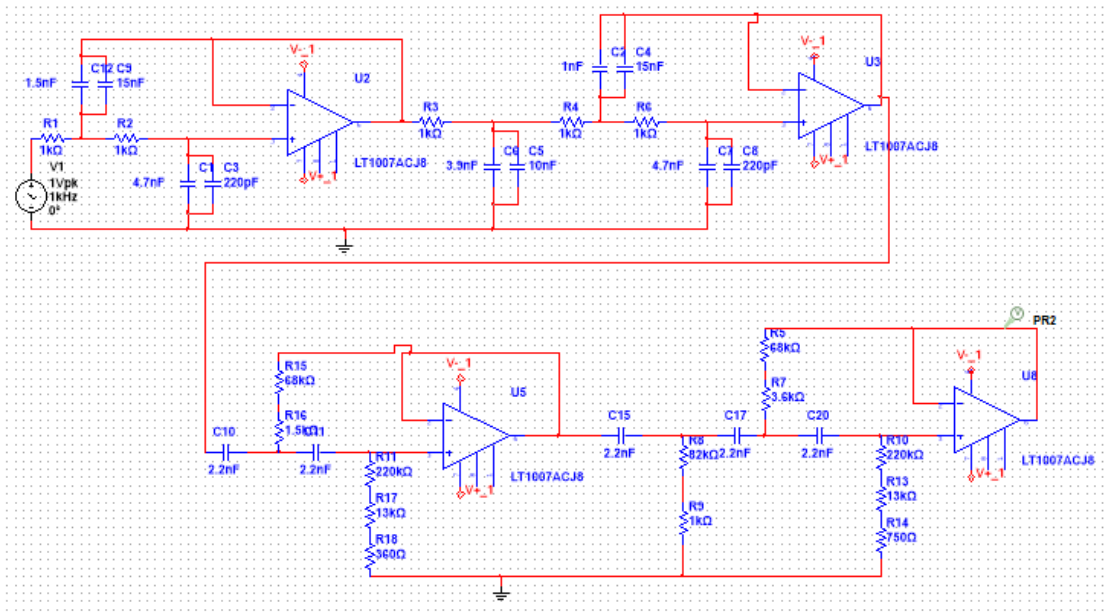 V-_1
C12 C9
1.5nF 15nF
U2
R1
1kΩ
R2
1kΩ
V1
1Vpk
1kHz
0°
C1 C3
4.7nF 220pF
LT1007ACJ8
V+_1
R3
1kΩ
C6 C5
3.9nF 10nF
C2 C4
1nF 15nF
R4
1kΩ
R6
1kΩ
V-_1
U3
C7 C8
4.7nF 220pF
LT1007ACJ8
V+_1
R15
68kΩ
R16
1.5kΩ
C10
2.2nF
C11
2.2nF
R11
220kΩ
R17
13kΩ
R18
360Ω
V-_1
U5
LT1007ACJ8
V+_1
C15
2.2nF
R8
82kΩ
R9
1kΩ
C17
2.2nF
R5
68kΩ
R7
3.6kΩ
C20
2.2nF
R10
220kΩ
R13
13kΩ
R14
750Ω
PR2
V-_1
U8
LT1007ACJ8
V+_1